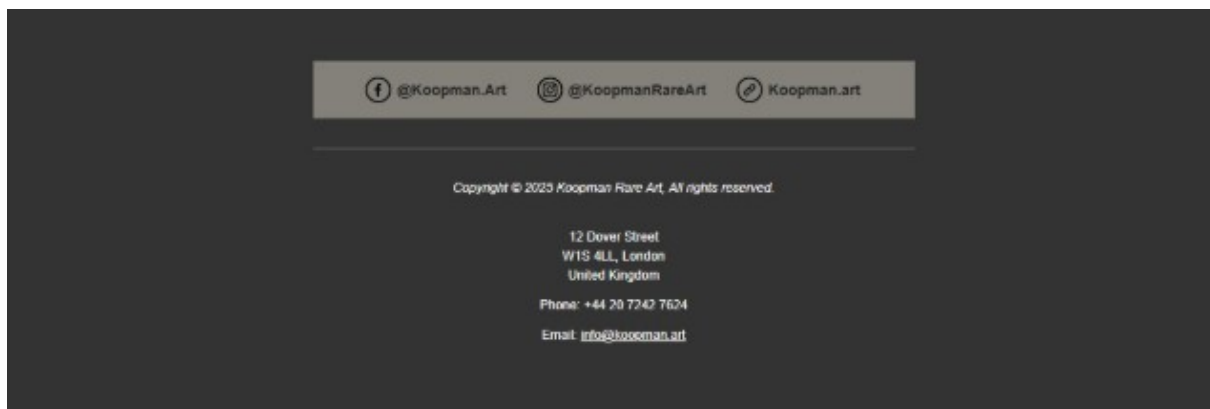 @Koopman.Art @KoopmanRareArt Koopman.art
Copyright © 2025 Koopman Rare Art, All rights reserved.
12 Dover Street
W1S 4LL, London
United Kingdom
Phone: +44 20 7242 7624
Email: info@koopman.art